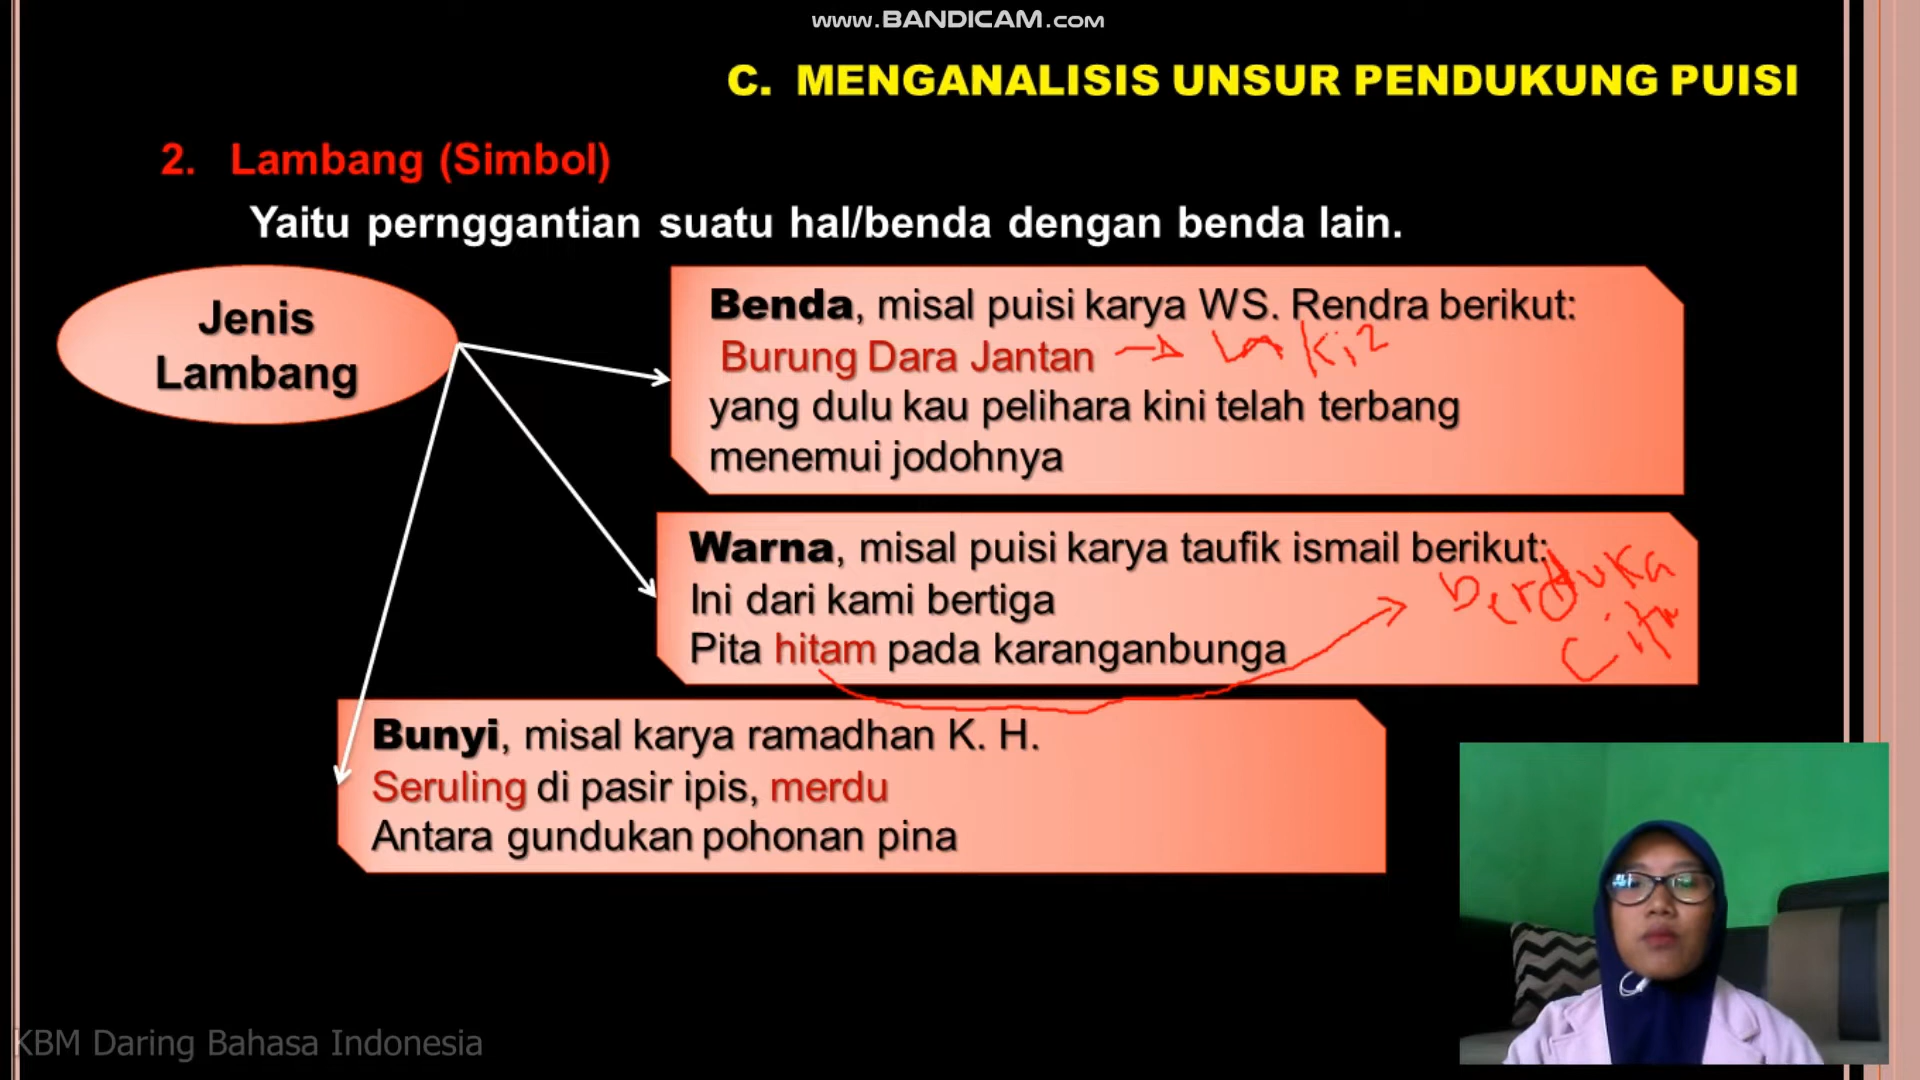 www.BANDICAM.com
C. MENGANALISIS UNSUR PENDUKUNG PUISI
2. Lambang (Simbol)
Yaitu pernggantian suatu hal/benda dengan benda lain.
Jenis
Lambang
Benda, misal puisi karya WS. Rendra berikut:
Burung Dara Jantan → Laki2
yang dulu kau pelihara kini telah terbang
menemui jodohnya
Warna, misal puisi karya taufik ismail berikut:
Ini dari kami bertiga
Pita hitam pada karanganbunga
berduka
cita
Bunyi, misal karya ramadhan K. H.
Seruling di pasir ipis, merdu
Antara gundukan pohonan pina
KBM Daring Bahasa Indonesia